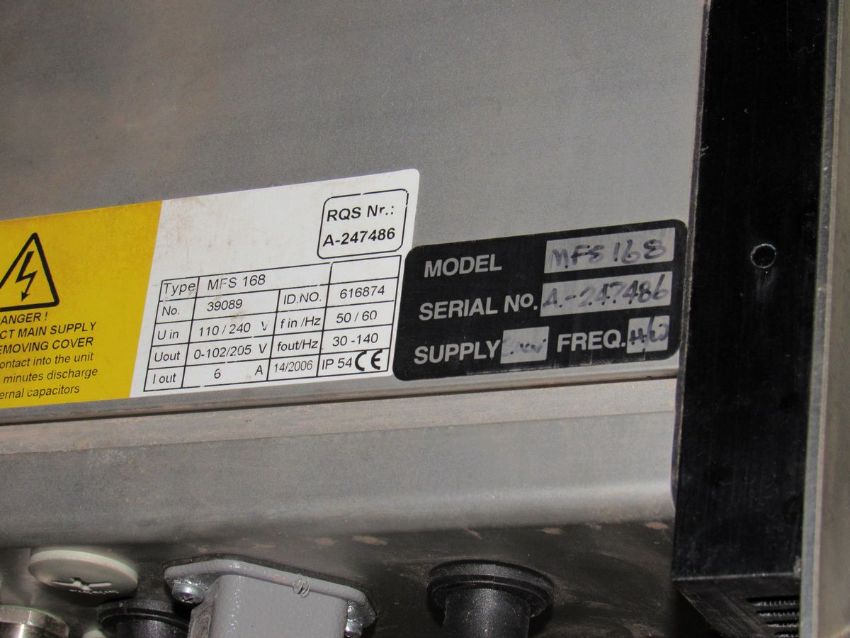 ANGER !
CT MAIN SUPPLY
EMOVING COVER
ontact into the unit
minutes discharge
ernal capacitors
RQS Nr.:
A-247486
Type MFS 168
No. 39089 ID.NO. 616874
U in 110 / 240 V f in /Hz 50 / 60
Uout 0-102/205 V fout/Hz 30 -140
I out 6 A 14/2006 IP 54 CE
MODEL MFS 168
SERIAL No. A-247486
SUPPLY FREQ.